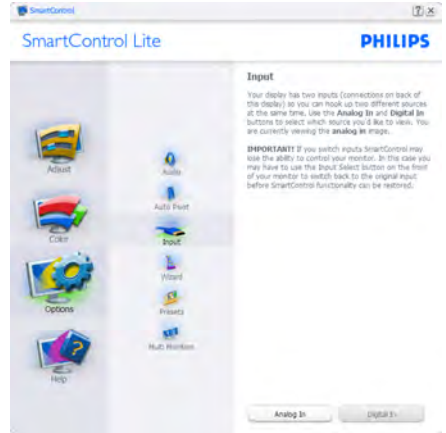 SmartControl
SmartControl Lite
PHILIPS
Adjust
Color
Options
Help
Audio
Auto Pivot
Input
Wizard
Presets
Multi Monitors
Input
Your display has two inputs (connections on back of
the display) so you can hook up two different sources
at the same time. Use the Analog In and Digital In
buttons to select which source you'd like to view. You
are currently viewing the analog in image.
IMPORTANT! If you switch inputs SmartControl may
lose the ability to control your monitor. In this case you
may have to use the Input Select button on the front
of your monitor to switch back to the original input
before SmartControl functionality can be restored.
Analog In
Digital In